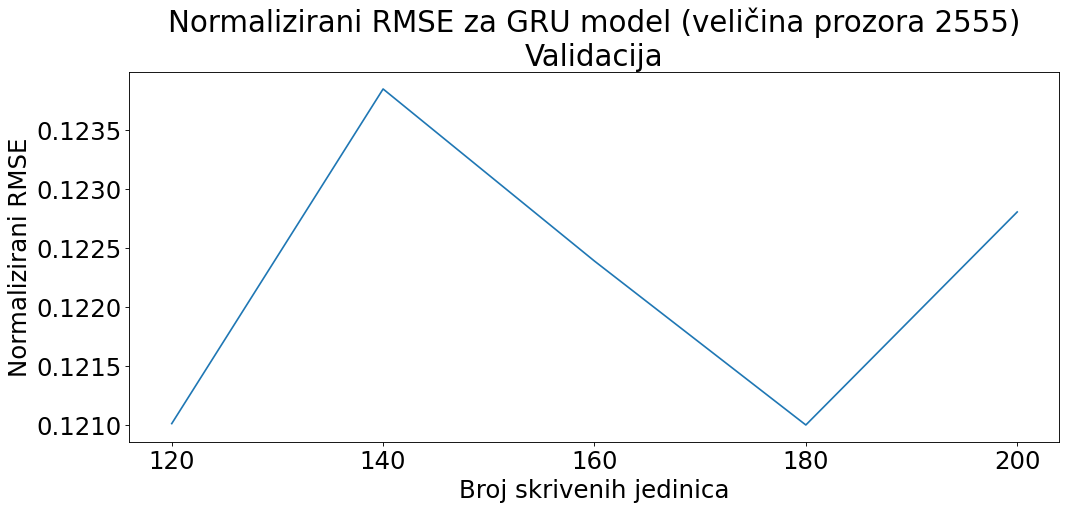 Normalizirani RMSE za GRU model (veličina prozora 2555)
Validacija
Normalizirani RMSE
0.1235
0.1230
0.1225
0.1220
0.1215
0.1210
120 140 160 180 200
Broj skrivenih jedinica